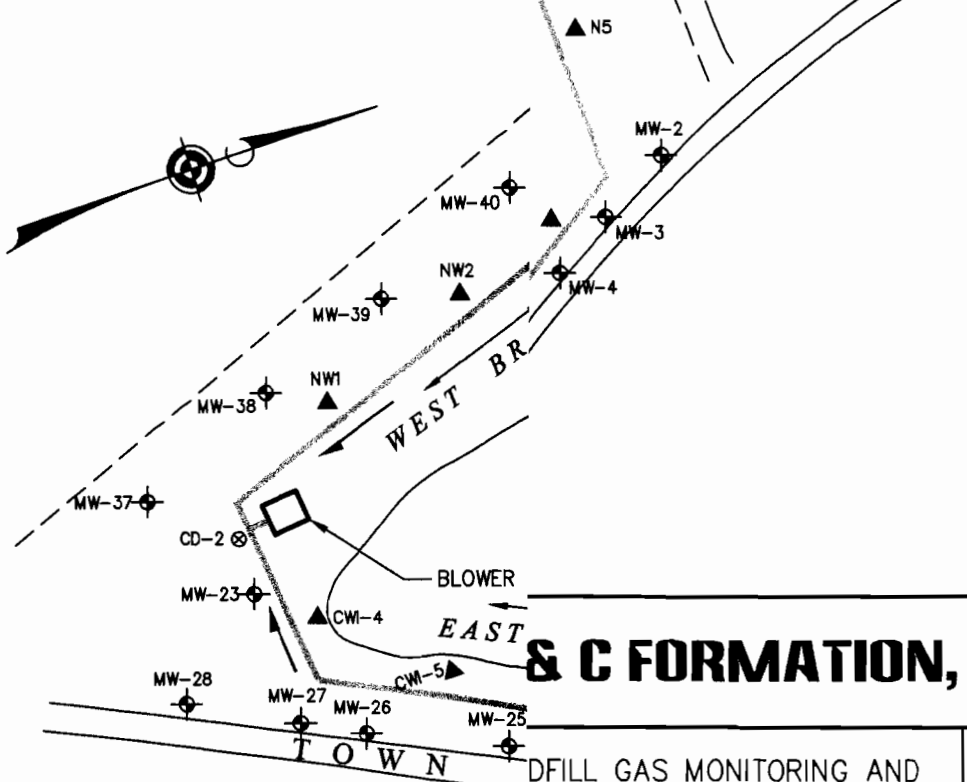 N5
MW-2
MW-40
MW-3
NW2
MW-4
MW-39
WEST BR
NW1
MW-38
MW-37
CD-2
BLOWER
MW-23
CWI-4
EAST
& C FORMATION,
CWI-5
MW-28
MW-27
MW-26
MW-25
TOWN
DFILL GAS MONITORING AND